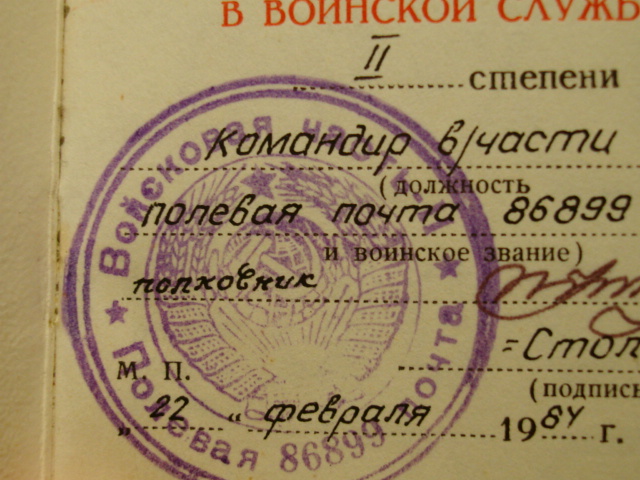 В ВОИНСКОЙ СЛУЖБ
II
степени
Командир в/части
(должность
полевая почта 86899
и воинское звание)
полковник
=Стол
М. П.
(подпись
„ 22 “ февраля 1984 г.
Войсковая часть
Полевая почта 86899